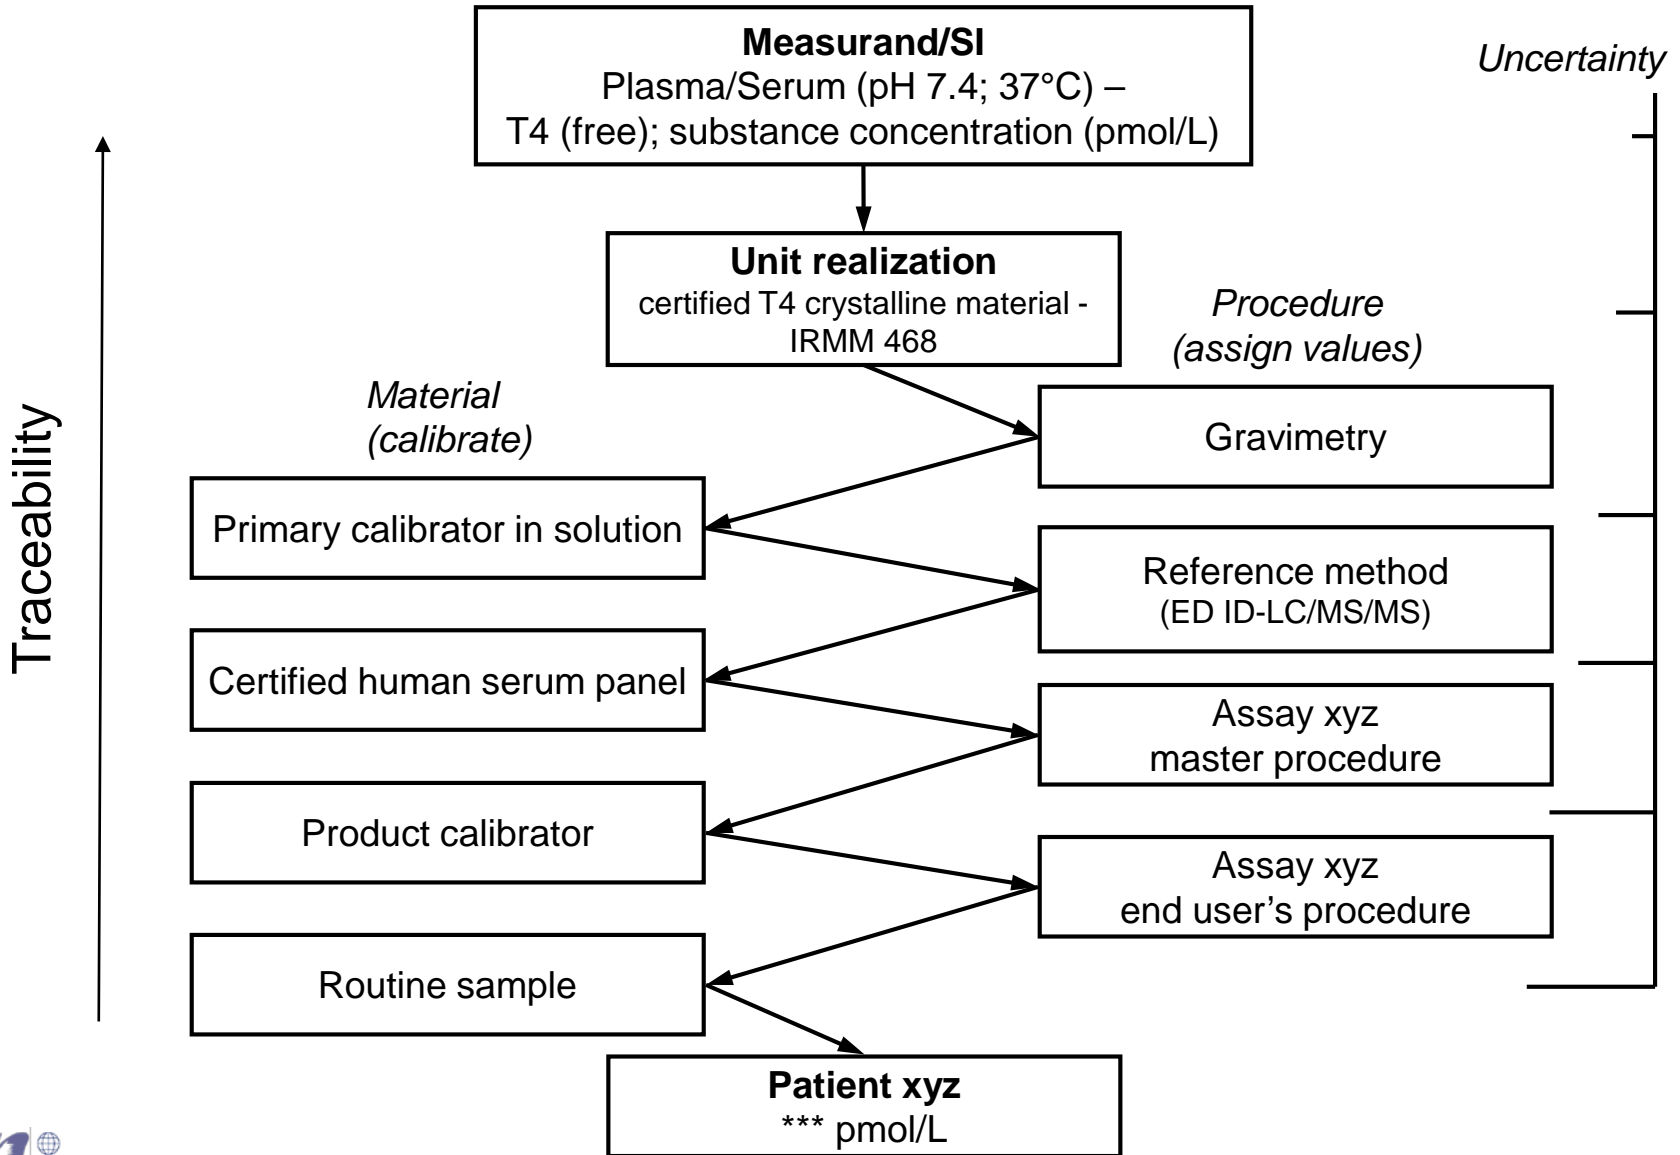 Measurand/SI
Plasma/Serum (pH 7.4; 37°C) –
T4 (free); substance concentration (pmol/L)
Uncertainty
Unit realization
certified T4 crystalline material -
IRMM 468
Procedure
(assign values)
Material
(calibrate)
Traceability
Gravimetry
Primary calibrator in solution
Reference method
(ED ID-LC/MS/MS)
Certified human serum panel
Assay xyz
master procedure
Product calibrator
Assay xyz
end user’s procedure
Routine sample
Patient xyz
*** pmol/L